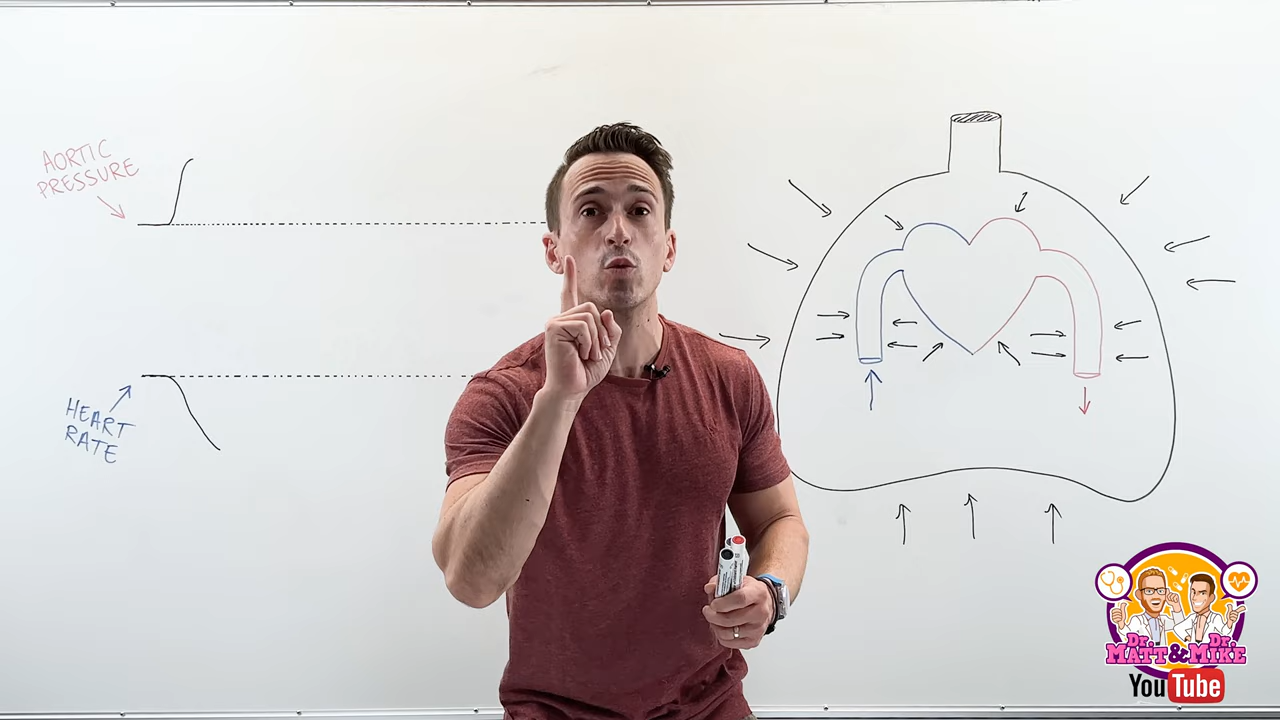 AORTIC
PRESSURE
HEART
RATE
Dr. Dr.
MATT & MIKE
YouTube